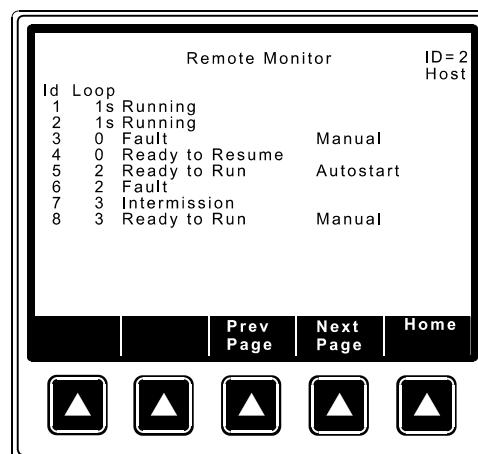 Remote Monitor ID=2
Host
Id Loop
1 1s Running
2 1s Running
3 0 Fault Manual
4 0 Ready to Resume
5 2 Ready to Run Autostart
6 2 Fault
7 3 Intermission
8 3 Ready to Run Manual
Prev Page
Next Page
Home